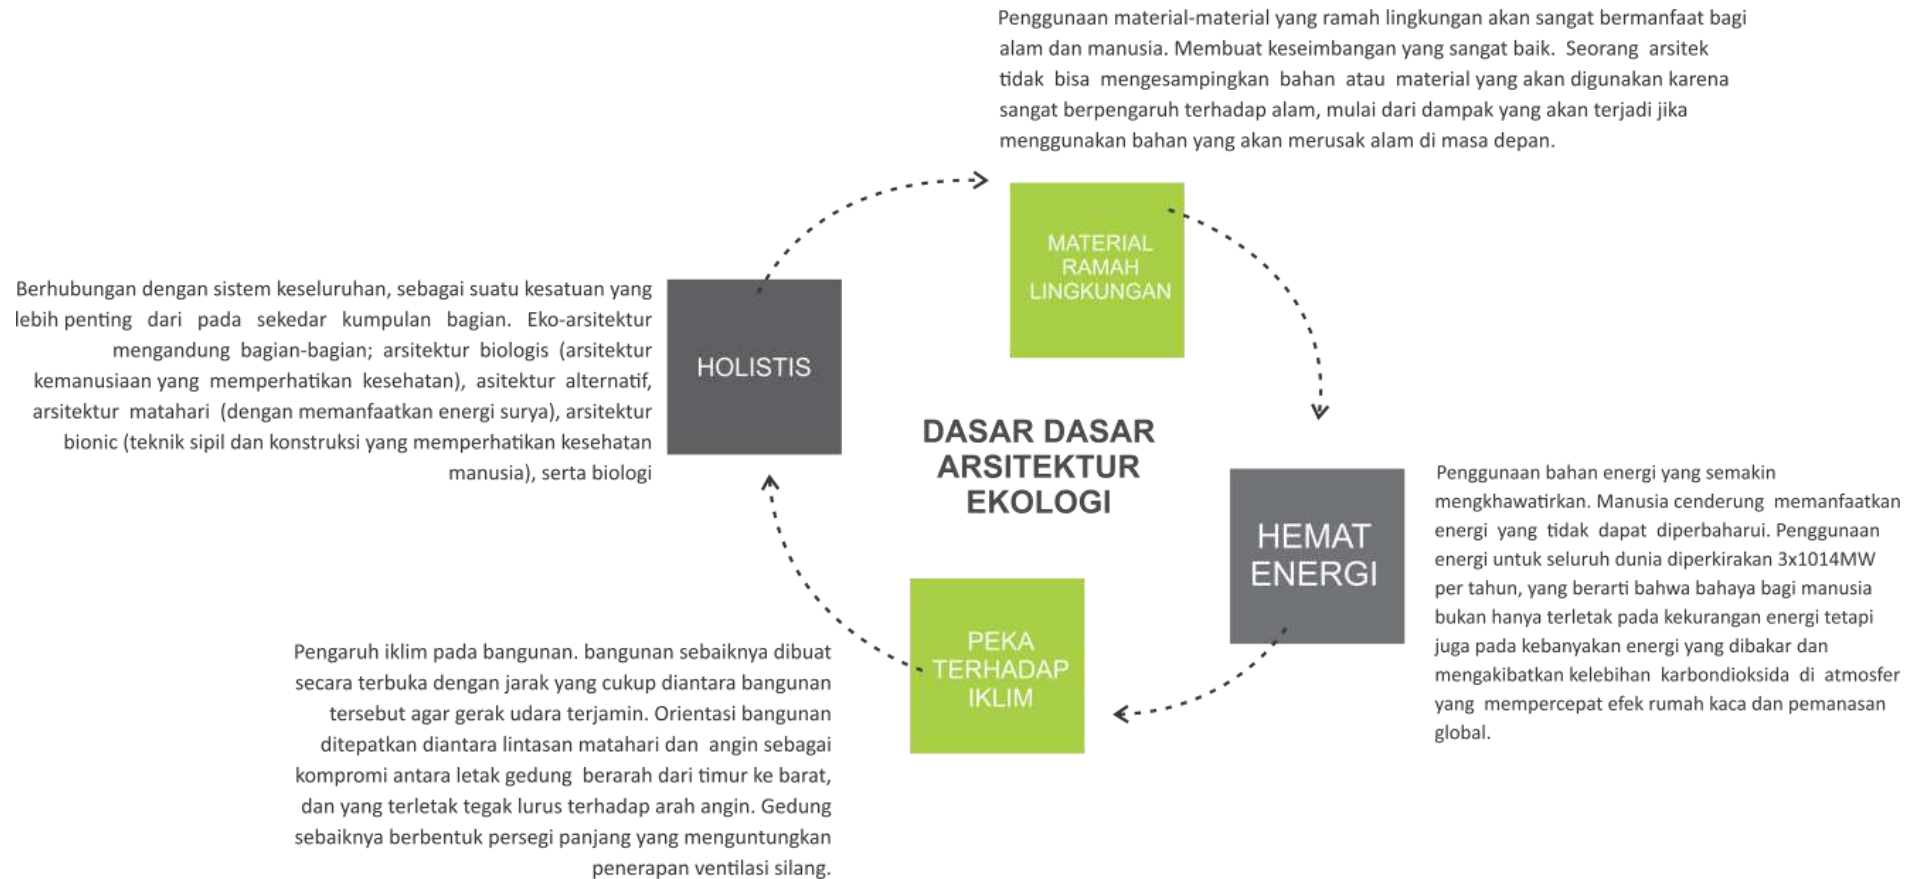 Penggunaan material-material yang ramah lingkungan akan sangat bermanfaat bagi
alam dan manusia. Membuat keseimbangan yang sangat baik. Seorang arsitek
tidak bisa mengesampingkan bahan atau material yang akan digunakan karena
sangat berpengaruh terhadap alam, mulai dari dampak yang akan terjadi jika
menggunakan bahan yang akan merusak alam di masa depan.
MATERIAL
RAMAH
LINGKUNGAN
Berhubungan dengan sistem keseluruhan, sebagai suatu kesatuan yang
lebih penting dari pada sekedar kumpulan bagian. Eko-arsitektur
mengandung bagian-bagian; arsitektur biologis (arsitektur
kemanusiaan yang memperhatikan kesehatan), asitektur alternatif,
arsitektur matahari (dengan memanfaatkan energi surya), arsitektur
bionic (teknik sipil dan konstruksi yang memperhatikan kesehatan
manusia), serta biologi
HOLISTIS
DASAR DASAR
ARSITEKTUR
EKOLOGI
HEMAT
ENERGI
Penggunaan bahan energi yang semakin
mengkhawatirkan. Manusia cenderung memanfaatkan
energi yang tidak dapat diperbaharui. Penggunaan
energi untuk seluruh dunia diperkirakan 3x1014MW
per tahun, yang berarti bahwa bahaya bagi manusia
bukan hanya terletak pada kekurangan energi tetapi
juga pada kebanyakan energi yang dibakar dan
mengakibatkan kelebihan karbondioksida di atmosfer
yang mempercepat efek rumah kaca dan pemanasan
global.
PEKA
TERHADAP
IKLIM
Pengaruh iklim pada bangunan. bangunan sebaiknya dibuat
secara terbuka dengan jarak yang cukup diantara bangunan
tersebut agar gerak udara terjamin. Orientasi bangunan
ditepatkan diantara lintasan matahari dan angin sebagai
kompromi antara letak gedung berarah dari timur ke barat,
dan yang terletak tegak lurus terhadap arah angin. Gedung
sebaiknya berbentuk persegi panjang yang menguntungkan
penerapan ventilasi silang.